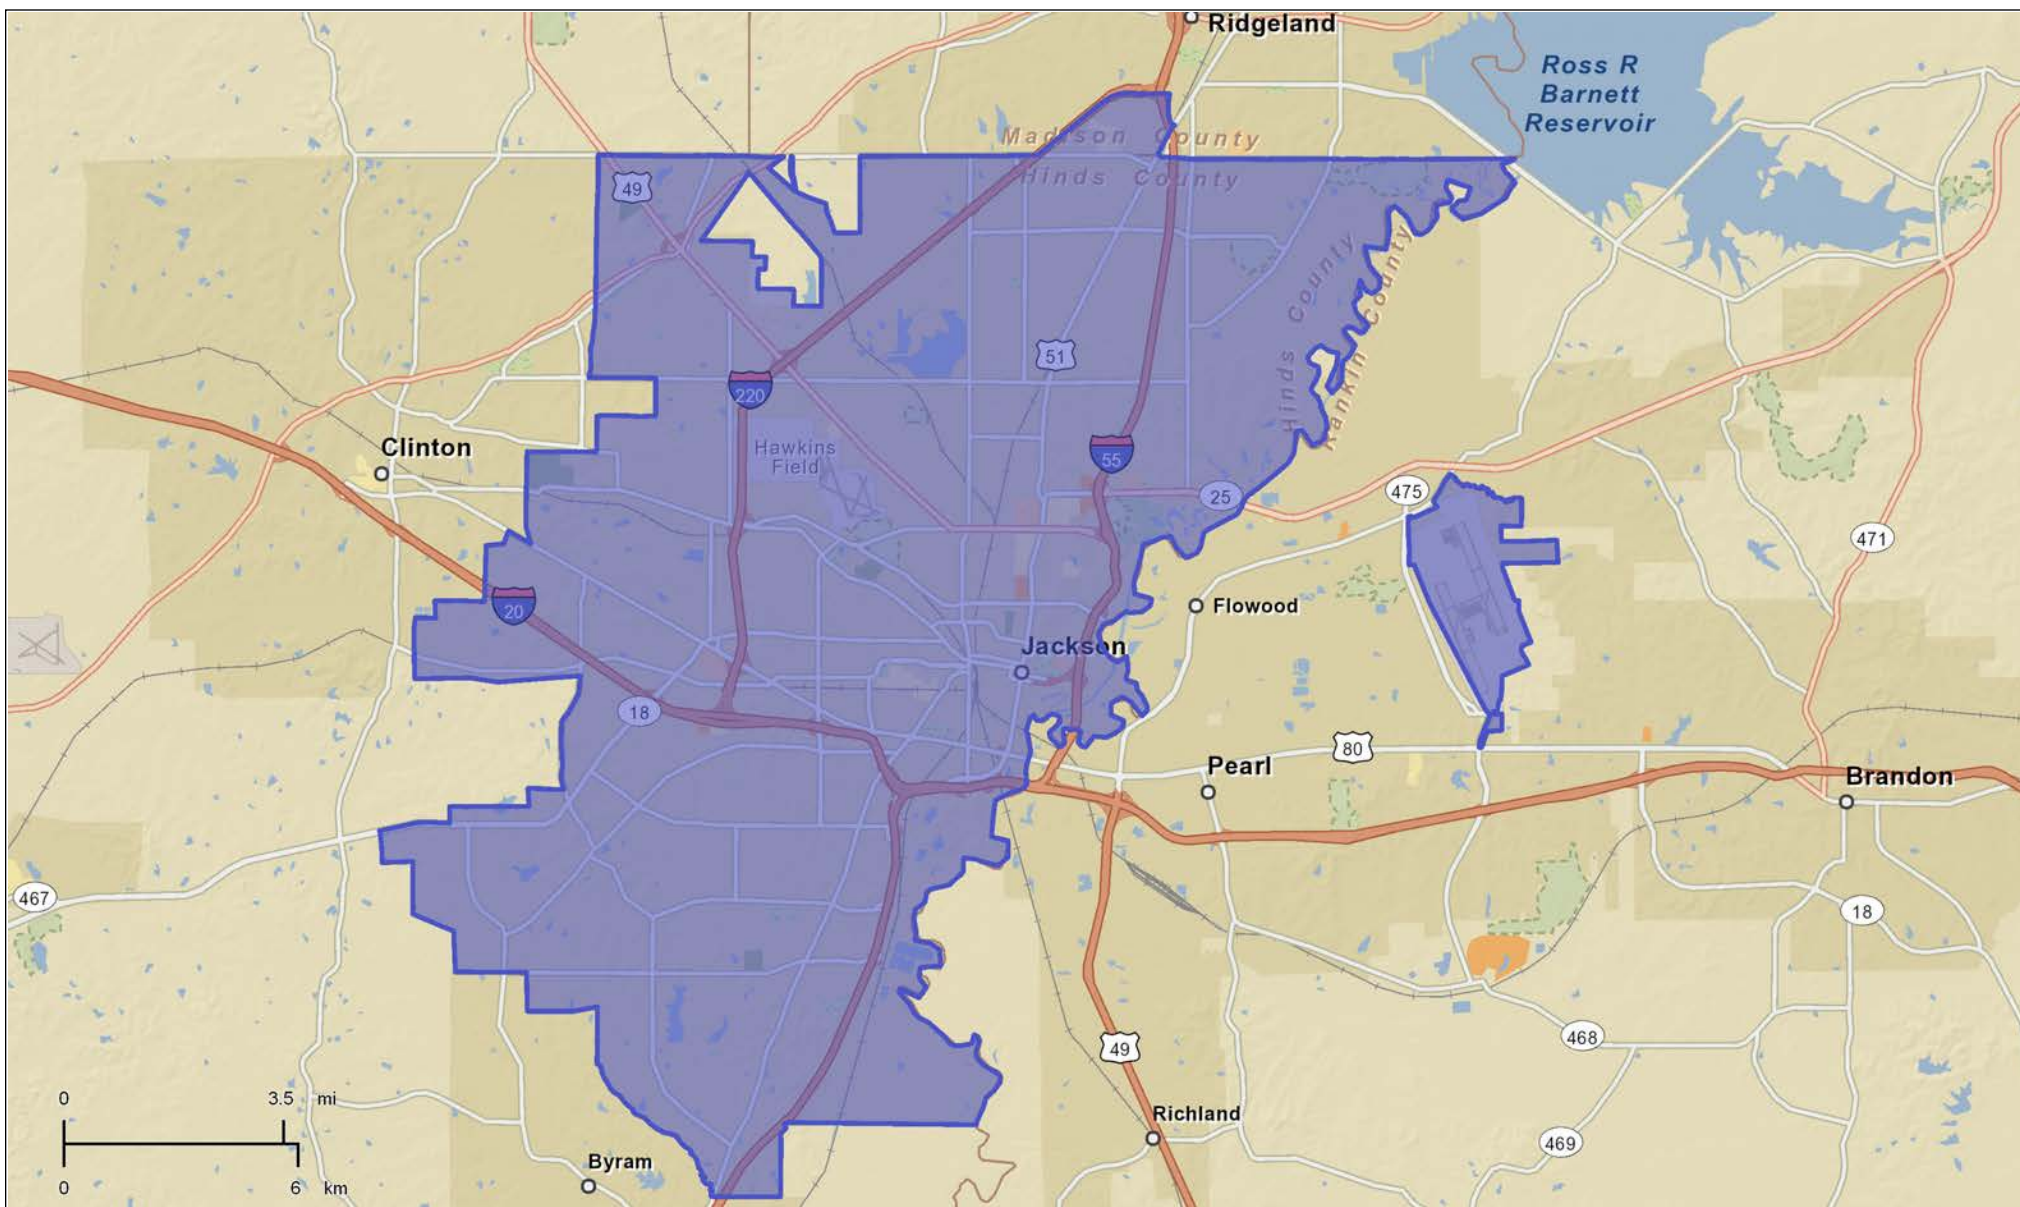 Ridgeland
Ross R
Barnett
Reservoir
Madison County
Hinds County
49
Hinds County
Rankin County
51
220
Clinton
Hawkins
Field
55
25
475
471
20
Flowood
Jackson
18
80
Pearl
Brandon
467
18
468
49
0 3.5 mi
Richland
469
Byram
0 6 km